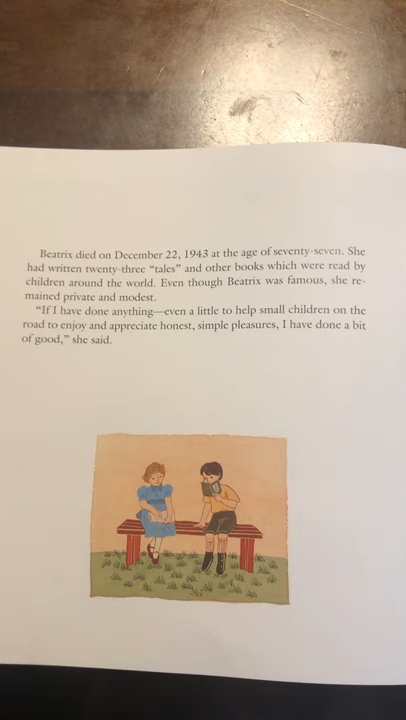 Beatrix died on December 22, 1943 at the age of seventy-seven. She
had written twenty-three “tales” and other books which were read by
children around the world. Even though Beatrix was famous, she re-
mained private and modest.
“If I have done anything—even a little to help small children on the
road to enjoy and appreciate honest, simple pleasures, I have done a bit
of good,” she said.